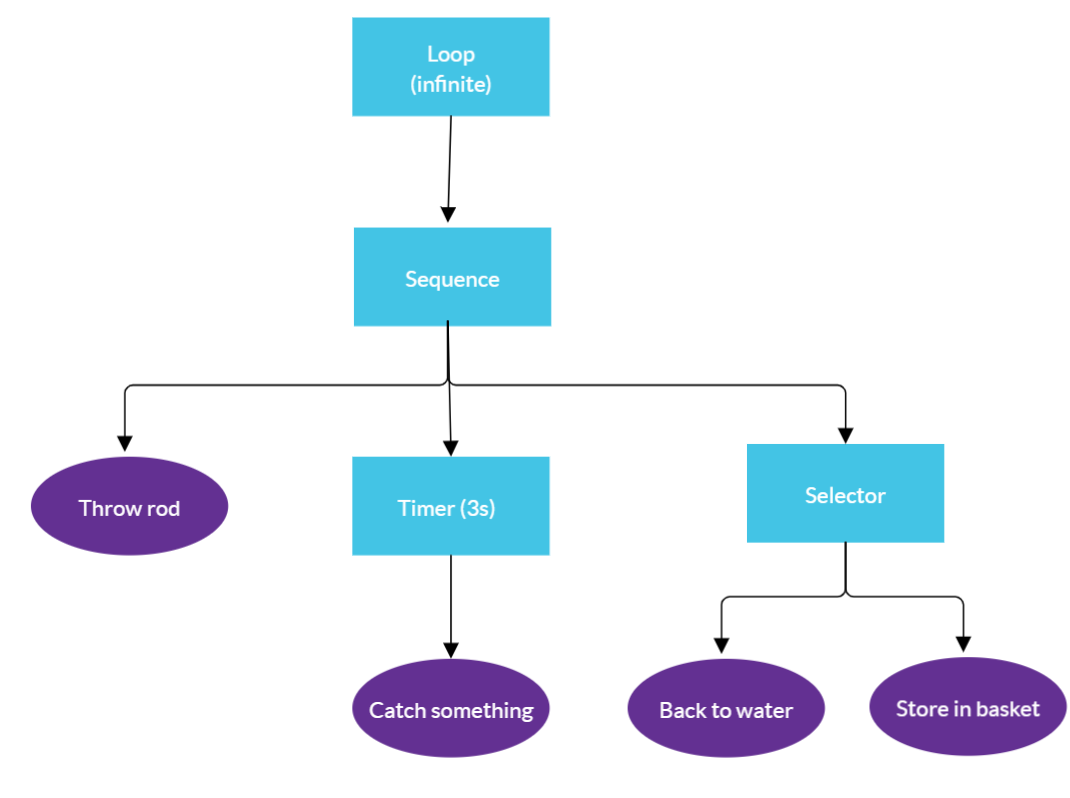 Loop
(infinite)
Sequence
Throw rod
Timer (3s)
Selector
Catch something
Back to water
Store in basket